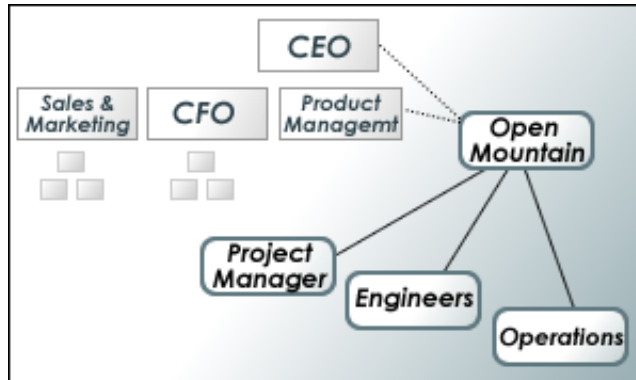 CEO
Sales &
Marketing
CFO
Product
Managemt
Open
Mountain
Project
Manager
Engineers
Operations